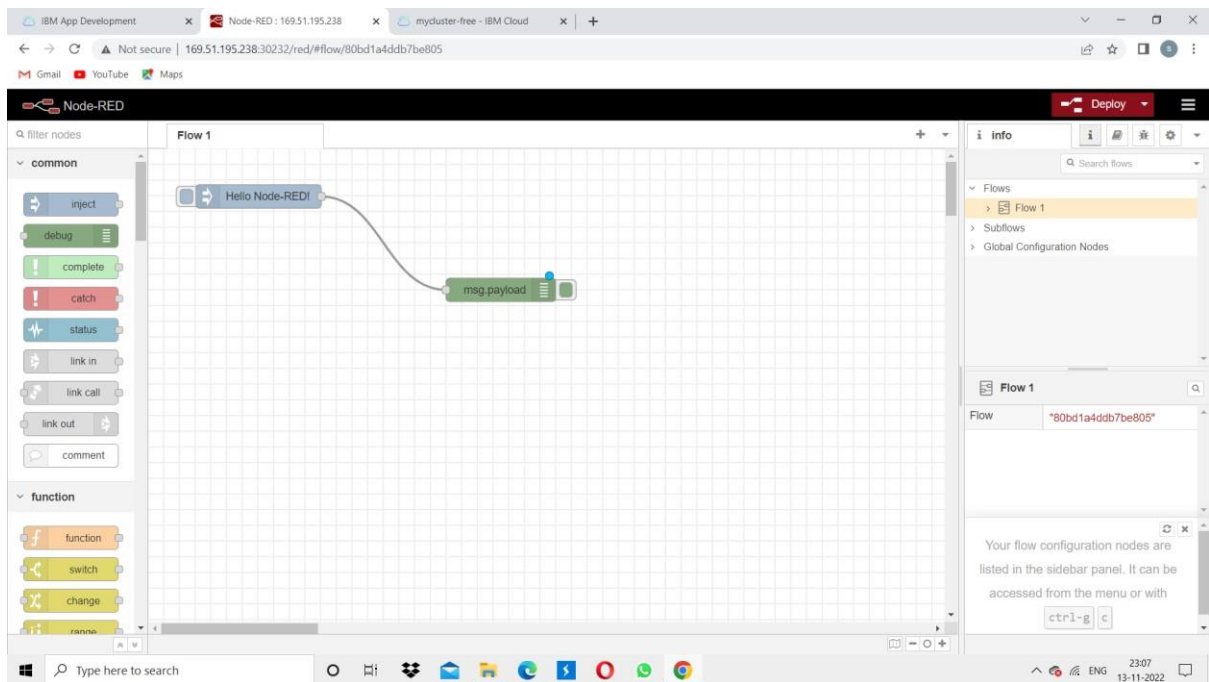 IBM App Development
Node-RED : 169.51.195.238
mycluster-free - IBM Cloud
Not secure | 169.51.195.238:30232/red/#flow/80bd1a4ddb7be805
S
Gmail YouTube Maps
Node-RED
Deploy
filter nodes
Flow 1
i info
i
common
Search flows
inject
Hello Node-RED!
Flows
Flow 1
debug
Subflows
Global Configuration Nodes
complete
msg.payload
catch
status
link in
link call
Flow 1
link out
Flow "80bd1a4ddb7be805"
comment
function
function
Your flow configuration nodes are
switch
listed in the sidebar panel. It can be
change
accessed from the menu or with
range
ctrl-g c
Type here to search
ENG
23:07
13-11-2022